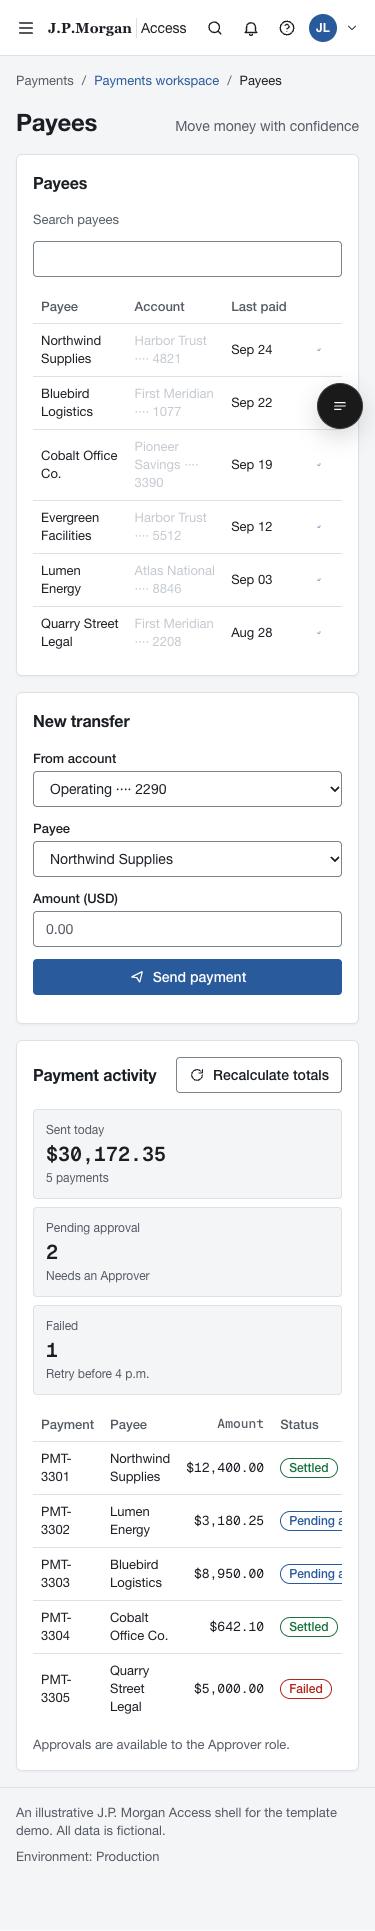 J.P.Morgan Access JL
Payments / Payments workspace / Payees
Payees Move money with confidence
Payees
Search payees
Payee Account Last paid
Northwind Supplies Harbor Trust ···· 4821 Sep 24
Bluebird Logistics First Meridian ···· 1077 Sep 22
Cobalt Office Co. Pioneer Savings ···· 3390 Sep 19
Evergreen Facilities Harbor Trust ···· 5512 Sep 12
Lumen Energy Atlas National ···· 8846 Sep 03
Quarry Street Legal First Meridian ···· 2208 Aug 28
New transfer
From account
Operating ···· 2290
Payee
Northwind Supplies
Amount (USD)
0.00
Send payment
Payment activity Recalculate totals
Sent today
$30,172.35
5 payments
Pending approval
2
Needs an Approver
Failed
1
Retry before 4 p.m.
Payment Payee Amount Status
PMT-3301 Northwind Supplies $12,400.00 Settled
PMT-3302 Lumen Energy $3,180.25 Pending
PMT-3303 Bluebird Logistics $8,950.00 Pending
PMT-3304 Cobalt Office Co. $642.10 Settled
PMT-3305 Quarry Street Legal $5,000.00 Failed
Approvals are available to the Approver role.
An illustrative J.P. Morgan Access shell for the template
demo. All data is fictional.
Environment: Production